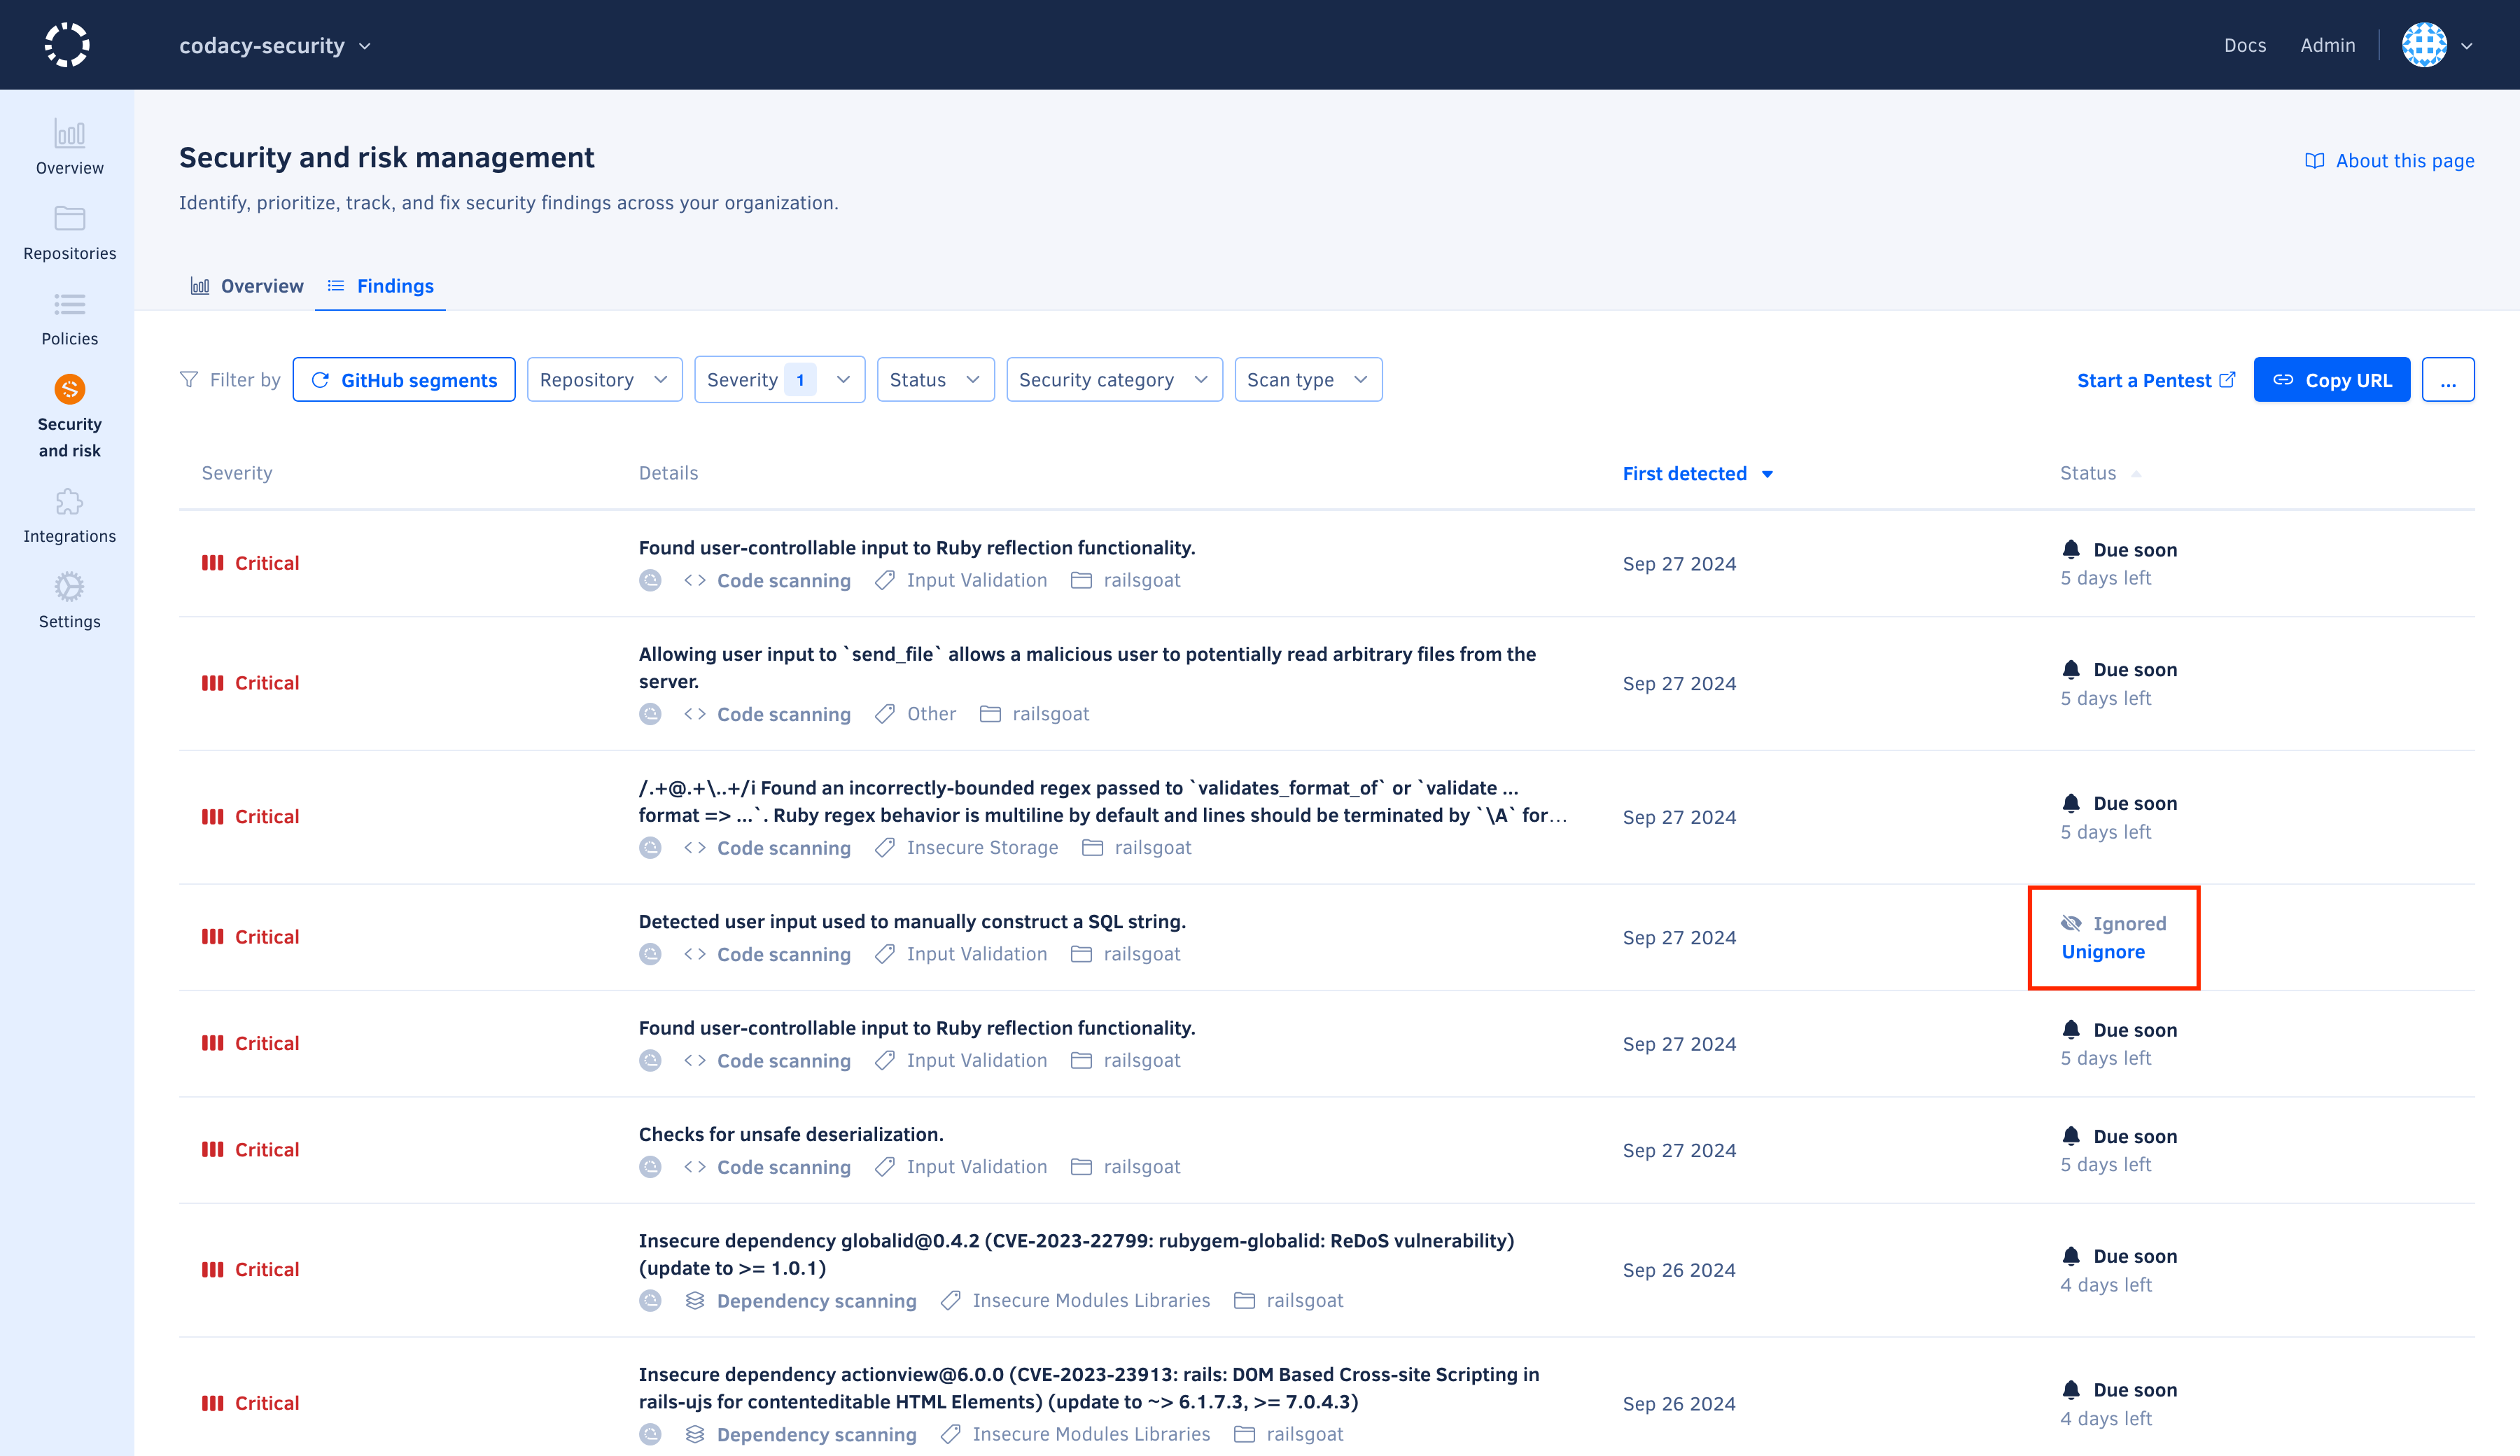 codacy-security
Docs
Admin
Overview
Repositories
Policies
Security
and risk
Integrations
Settings
Security and risk management
About this page
Identify, prioritize, track, and fix security findings across your organization.
Overview
Findings
Filter by
GitHub segments
Repository
Severity 1
Status
Security category
Scan type
Start a Pentest
Copy URL
...
Severity
Details
First detected
Status
Critical
Found user-controllable input to Ruby reflection functionality.
Code scanning Input Validation railsgoat
Sep 27 2024
Due soon
5 days left
Critical
Allowing user input to `send_file` allows a malicious user to potentially read arbitrary files from the
server.
Code scanning Other railsgoat
Sep 27 2024
Due soon
5 days left
Critical
/.+@.+\..+/i Found an incorrectly-bounded regex passed to `validates_format_of` or `validate ...
format => ...`. Ruby regex behavior is multiline by default and lines should be terminated by `\A` for...
Code scanning Insecure Storage railsgoat
Sep 27 2024
Due soon
5 days left
Critical
Detected user input used to manually construct a SQL string.
Code scanning Input Validation railsgoat
Sep 27 2024
Ignored
Unignore
Critical
Found user-controllable input to Ruby reflection functionality.
Code scanning Input Validation railsgoat
Sep 27 2024
Due soon
5 days left
Critical
Checks for unsafe deserialization.
Code scanning Input Validation railsgoat
Sep 27 2024
Due soon
5 days left
Critical
Insecure dependency globalid@0.4.2 (CVE-2023-22799: rubygem-globalid: ReDoS vulnerability)
(update to >= 1.0.1)
Dependency scanning Insecure Modules Libraries railsgoat
Sep 26 2024
Due soon
4 days left
Critical
Insecure dependency actionview@6.0.0 (CVE-2023-23913: rails: DOM Based Cross-site Scripting in
rails-ujs for contenteditable HTML Elements) (update to ~> 6.1.7.3, >= 7.0.4.3)
Dependency scanning Insecure Modules Libraries railsgoat
Sep 26 2024
Due soon
4 days left